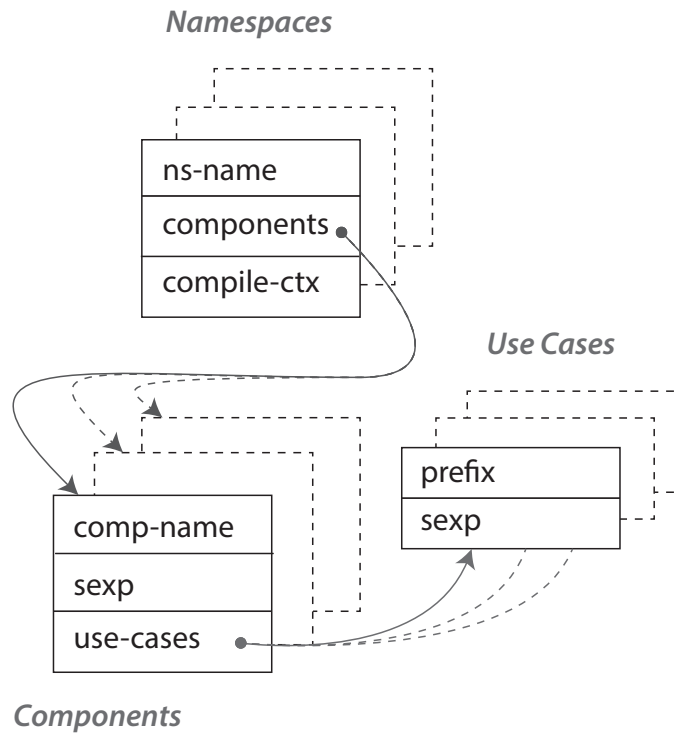 Namespaces
ns-name
components
compile-ctx
Use Cases
prefix
sexp
comp-name
sexp
use-cases
Components